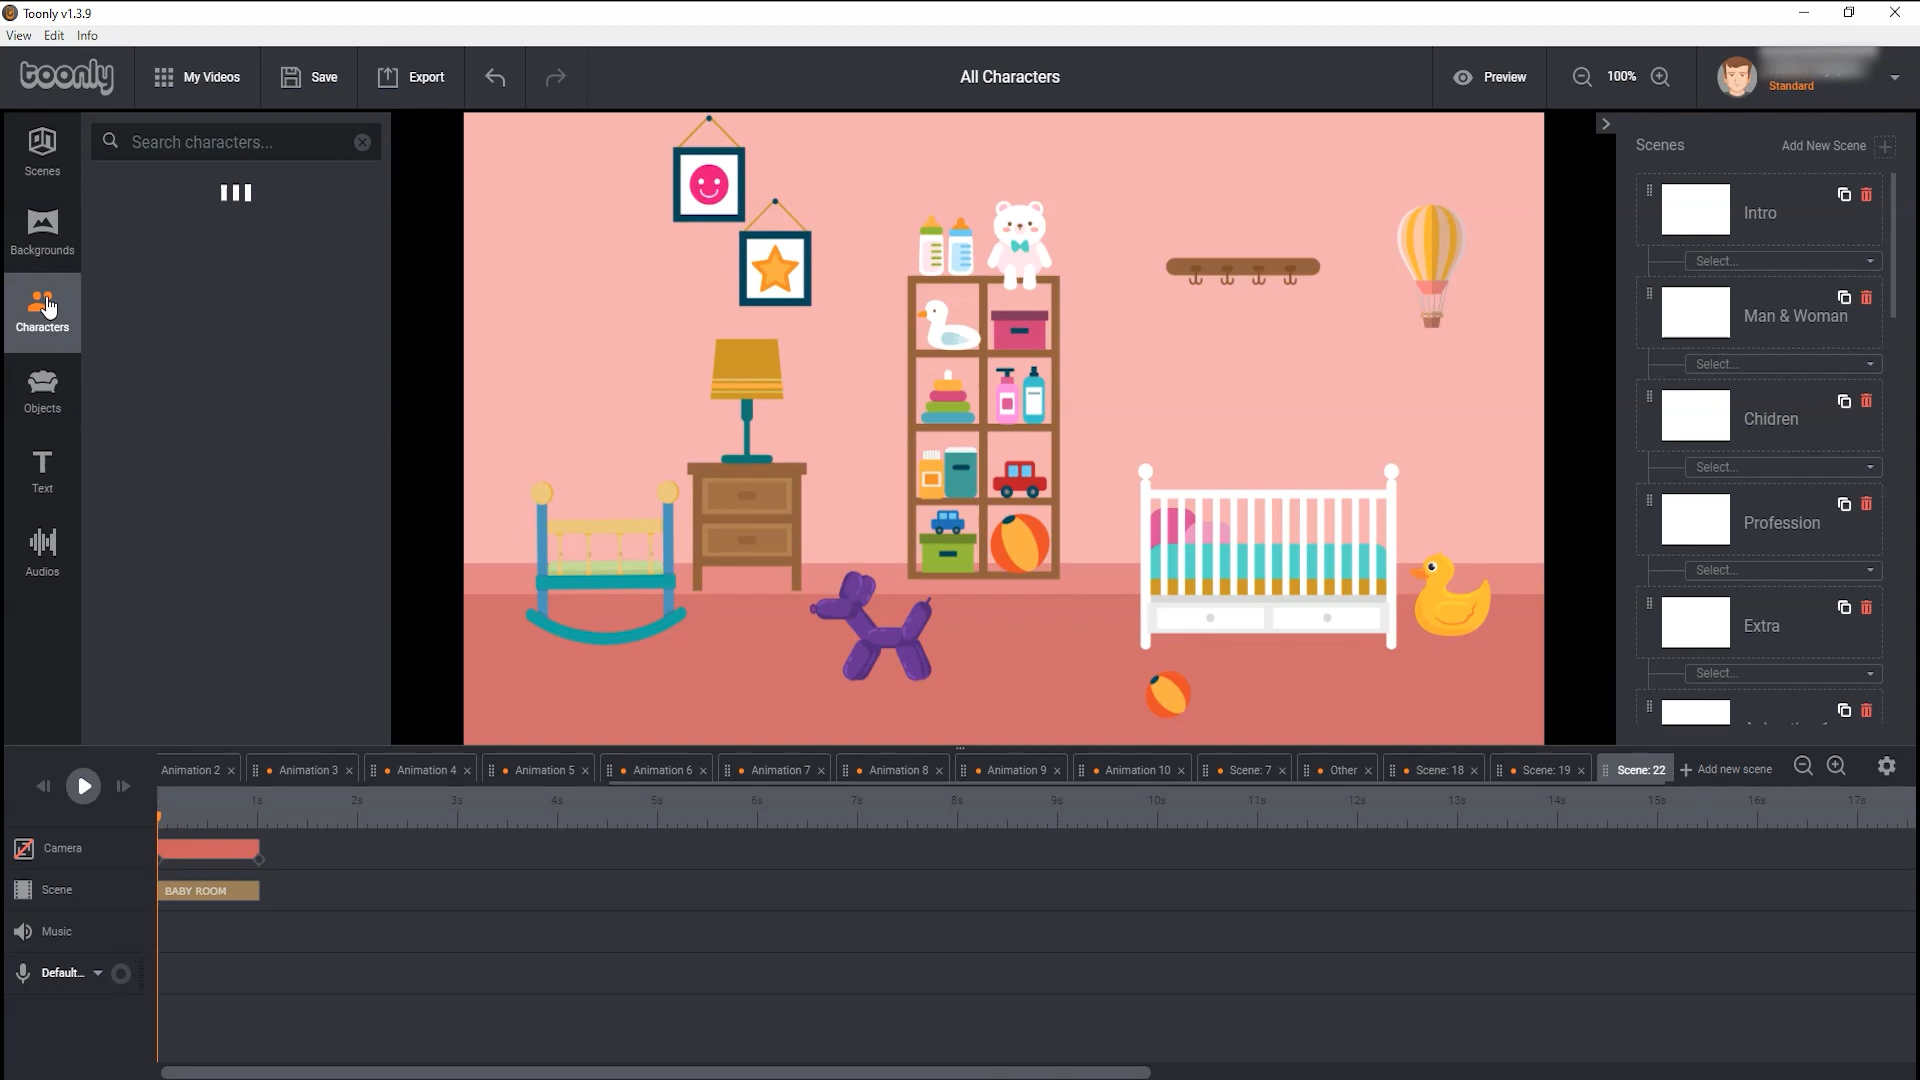 Toonly v1.3.9
View Edit Info
toonly My Videos Save Export All Characters Preview 100% Standard
Scenes
Backgrounds
Characters
Objects
Text
Audios
Search characters...
Scenes Add New Scene
Intro
Select...
Man & Woman
Select...
Chidren
Select...
Profession
Select...
Extra
Select...
Animation 2 Animation 3 Animation 4 Animation 5 Animation 6 Animation 7 Animation 8 Animation 9 Animation 10 Scene: 7 Other Scene: 18 Scene: 19 Scene: 22 Add new scene
1s 2s 3s 4s 5s 6s 7s 8s 9s 10s 11s 12s 13s 14s 15s 16s 17s
Camera
Scene BABY ROOM
Music
Default...